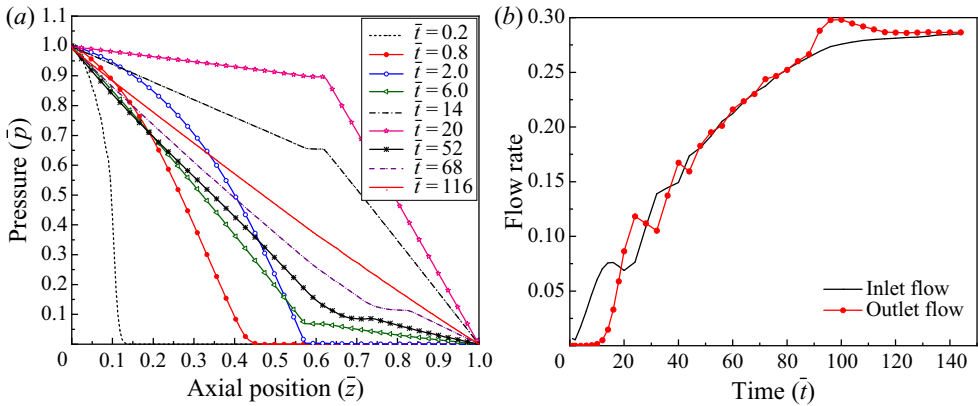 (a)
1.1
1.0
0.9
0.8
0.7
0.6
0.5
0.4
0.3
0.2
0.1
Pressure (p̄)
0
0.1
0.2
0.3
0.4
0.5
0.6
0.7
0.8
0.9
1.0
Axial position (z̄)
t̄ = 0.2
t̄ = 0.8
t̄ = 2.0
t̄ = 6.0
t̄ = 14
t̄ = 20
t̄ = 52
t̄ = 68
t̄ = 116
(b)
0.30
0.25
0.20
0.15
0.10
0.05
Flow rate
0
20
40
60
80
100
120
140
Time (t̄)
Inlet flow
Outlet flow